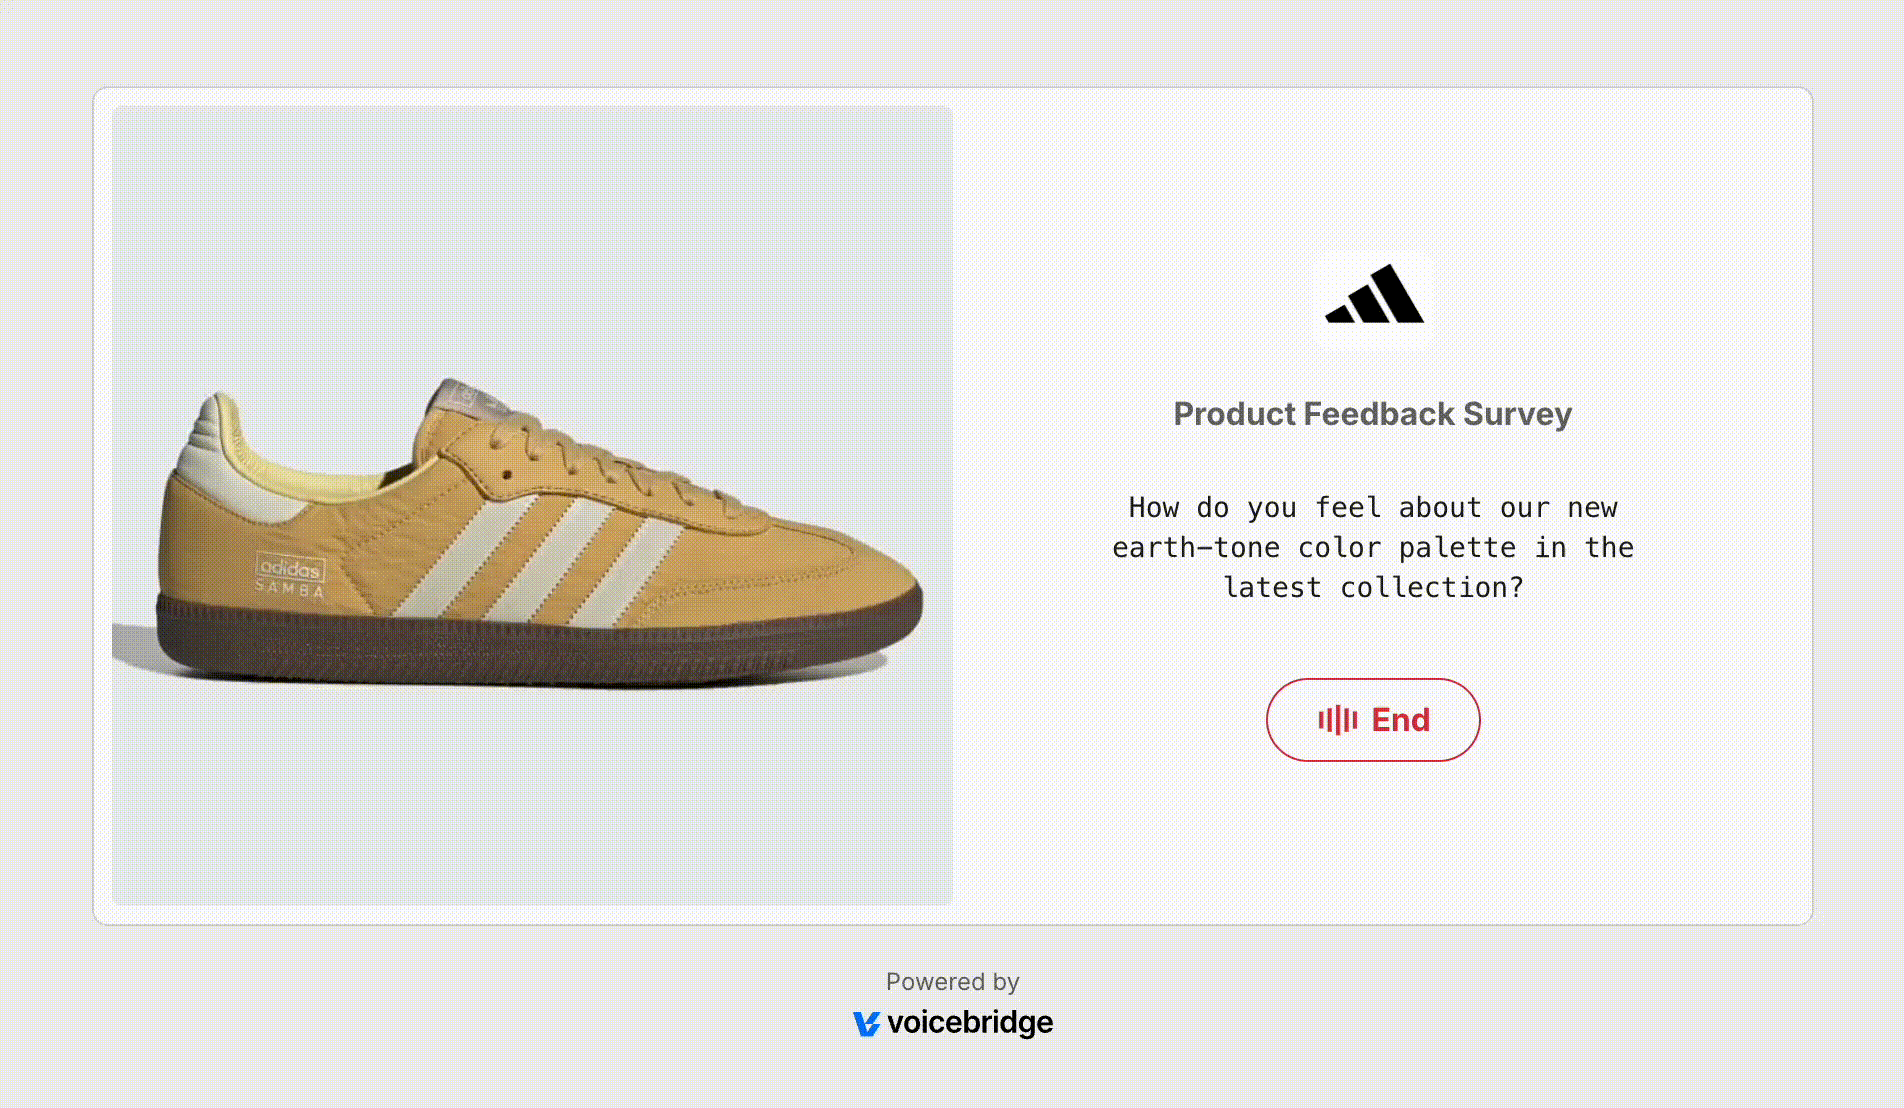 adidas
SAMBA
Product Feedback Survey
How do you feel about our new
earth-tone color palette in the
latest collection?
End
Powered by
voicebridge